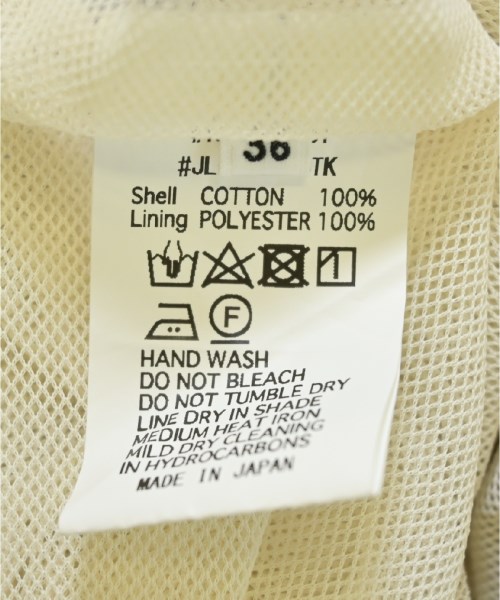 36
#JL TK
Shell COTTON 100%
Lining POLYESTER 100%
F
HAND WASH
DO NOT BLEACH
DO NOT TUMBLE DRY
LINE DRY IN SHADE
MEDIUM HEAT IRON
MILD DRY CLEANING
IN HYDROCARBONS
MADE IN JAPAN